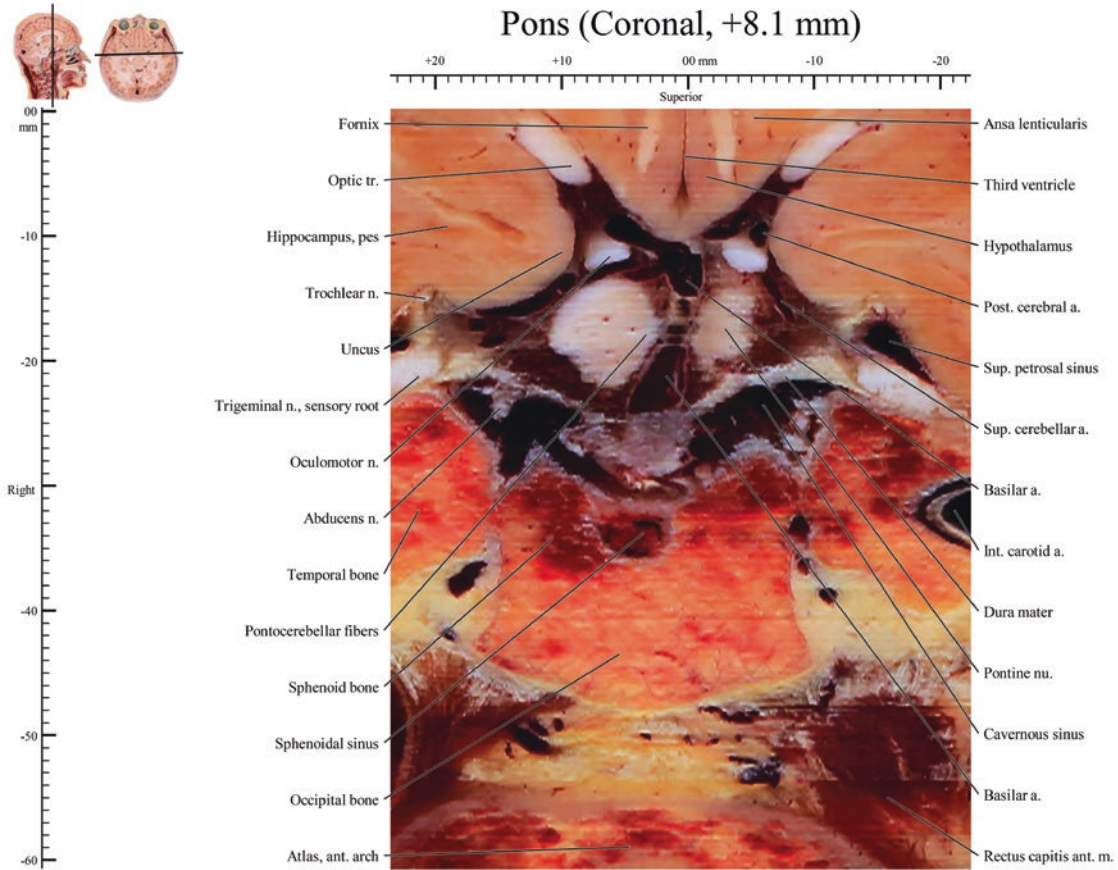 Pons (Coronal, +8.1 mm)
+20 +10 00 mm -10 -20
Superior
00
mm
-10
-20
Right
-40
-50
-60
Fornix
Optic tr.
Hippocampus, pes
Trochlear n.
Uncus
Trigeminal n., sensory root
Oculomotor n.
Abducens n.
Temporal bone
Pontocerebellar fibers
Sphenoid bone
Sphenoidal sinus
Occipital bone
Atlas, ant. arch
Ansa lenticularis
Third ventricle
Hypothalamus
Post. cerebral a.
Sup. petrosal sinus
Sup. cerebellar a.
Basilar a.
Int. carotid a.
Dura mater
Pontine nu.
Cavernous sinus
Basilar a.
Rectus capitis ant. m.